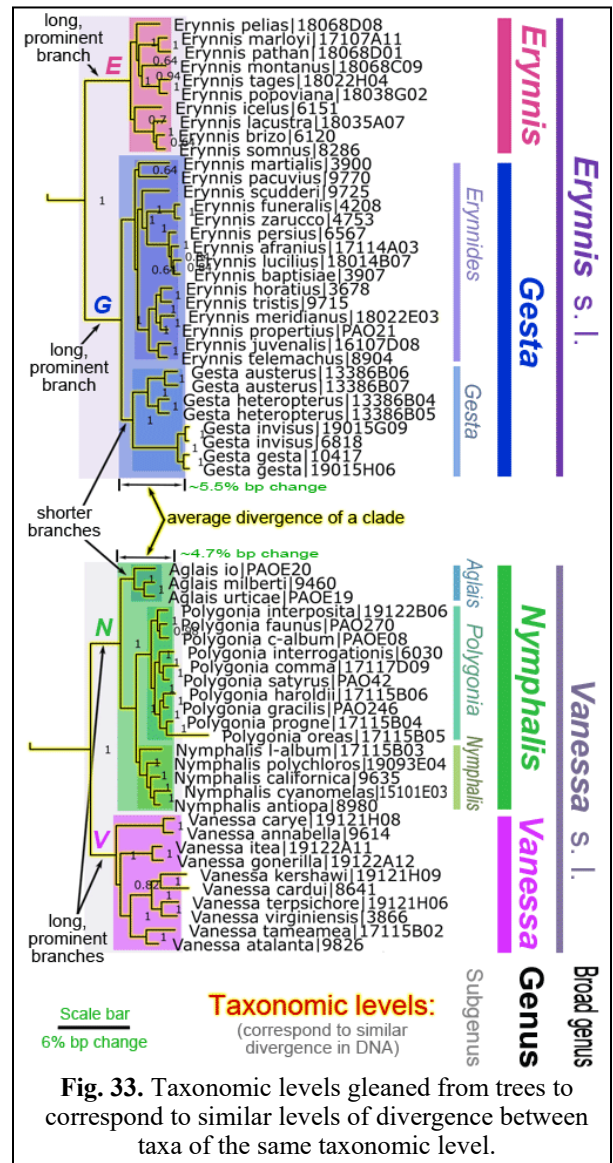 long,
prominent
branch
E
Erynnis pelias|18068D08
Erynnis marloyi|17107A11
Erynnis pathan|18068D01
Erynnis montanus|18068C09
Erynnis tages|18022H04
Erynnis popoviana|18038G02
Erynnis icelus|6151
Erynnis lacustra|18035A07
Erynnis brizo|6120
Erynnis somnus|8286
Erynnis martialis|3900
Erynnis pacuvius|9770
Erynnis scudderi|9725
Erynnis funeralis|4208
Erynnis zarucco|4753
Erynnis persius|6567
Erynnis afranius|17114A03
Erynnis lucilius|18014B07
Erynnis baptisiae|3907
Erynnis horatius|3678
Erynnis tristis|9715
Erynnis meridianus|18022E03
Erynnis propertius|PAO21
Erynnis juvenalis|16107D08
Erynnis telemachus|8904
Gesta austerus|13386B06
Gesta austerus|13386B07
Gesta heteropterus|13386B04
Gesta heteropterus|13386B05
Gesta invisus|19015G09
Gesta invisus|6818
Gesta gesta|10417
Gesta gesta|19015H06
G
long,
prominent
branch
Erynnides
Gesta
Erynnis
Gesta
Erynnis s. l.
~5.5% bp change
shorter
branches
average divergence of a clade
~4.7% bp change
Aglais io|PAOE20
Aglais milberti|9460
Aglais urticae|PAOE19
Polygonia interposita|19122B06
Polygonia faunus|PAO270
Polygonia c-album|PAOE08
Polygonia interrogationis|6030
Polygonia comma|17117D09
Polygonia satyrus|PAO42
Polygonia haroldii|17115B06
Polygonia gracilis|PAO246
Polygonia progne|17115B04
Polygonia oreas|17115B05
Nymphalis l-album|17115B03
Nymphalis polychloros|19093E04
Nymphalis californica|9635
Nymphalis cyanomelas|15101E03
Nymphalis antiopa|8980
Vanessa carye|19121H08
Vanessa annabella|9614
Vanessa itea|19122A11
Vanessa gonerilla|19122A12
Vanessa kershawi|19121H09
Vanessa cardui|8641
Vanessa terpsichore|19121H06
Vanessa virginiensis|3866
Vanessa tameamea|17115B02
Vanessa atalanta|9826
N
V
long,
prominent
branches
Aglais
Polygonia
Nymphalis
Nymphalis
Vanessa
Vanessa s. l.
Scale bar
6% bp change
Taxonomic levels:
(correspond to similar
divergence in DNA)
Subgenus
Genus
Broad genus
Fig. 33. Taxonomic levels gleaned from trees to
correspond to similar levels of divergence between
taxa of the same taxonomic level.